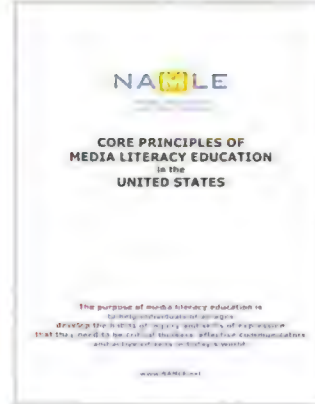 NAMLE
CORE PRINCIPLES OF
MEDIA LITERACY EDUCATION
in the
UNITED STATES
The purpose of media literacy education is
to help individuals of all ages
develop the habits of inquiry and skills of expression
that they need to be critical thinkers, effective communicators
and active citizens in today's world.
www.NAMLE.net